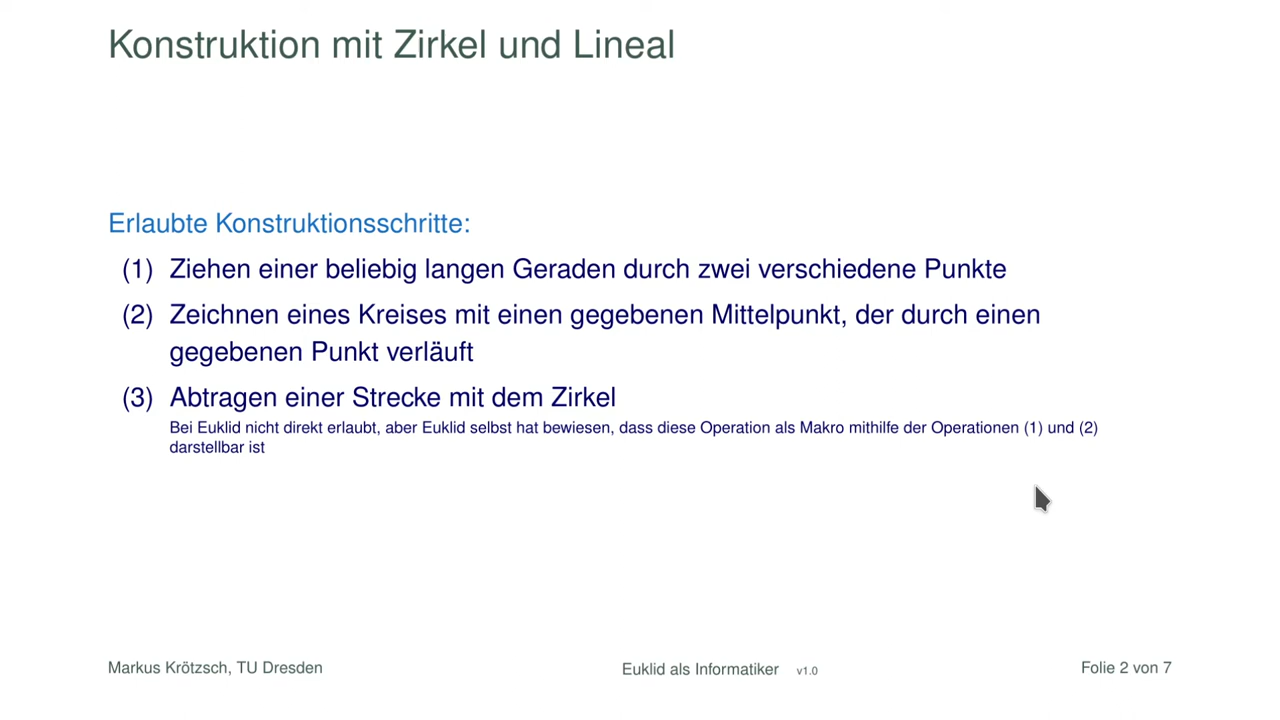 Konstruktion mit Zirkel und Lineal
Erlaubte Konstruktionsschritte:
(1) Ziehen einer beliebig langen Geraden durch zwei verschiedene Punkte
(2) Zeichnen eines Kreises mit einen gegebenen Mittelpunkt, der durch einen
gegebenen Punkt verläuft
(3) Abtragen einer Strecke mit dem Zirkel
Bei Euklid nicht direkt erlaubt, aber Euklid selbst hat bewiesen, dass diese Operation als Makro mithilfe der Operationen (1) und (2)
darstellbar ist
Markus Krötzsch, TU Dresden Euklid als Informatiker v1.0 Folie 2 von 7